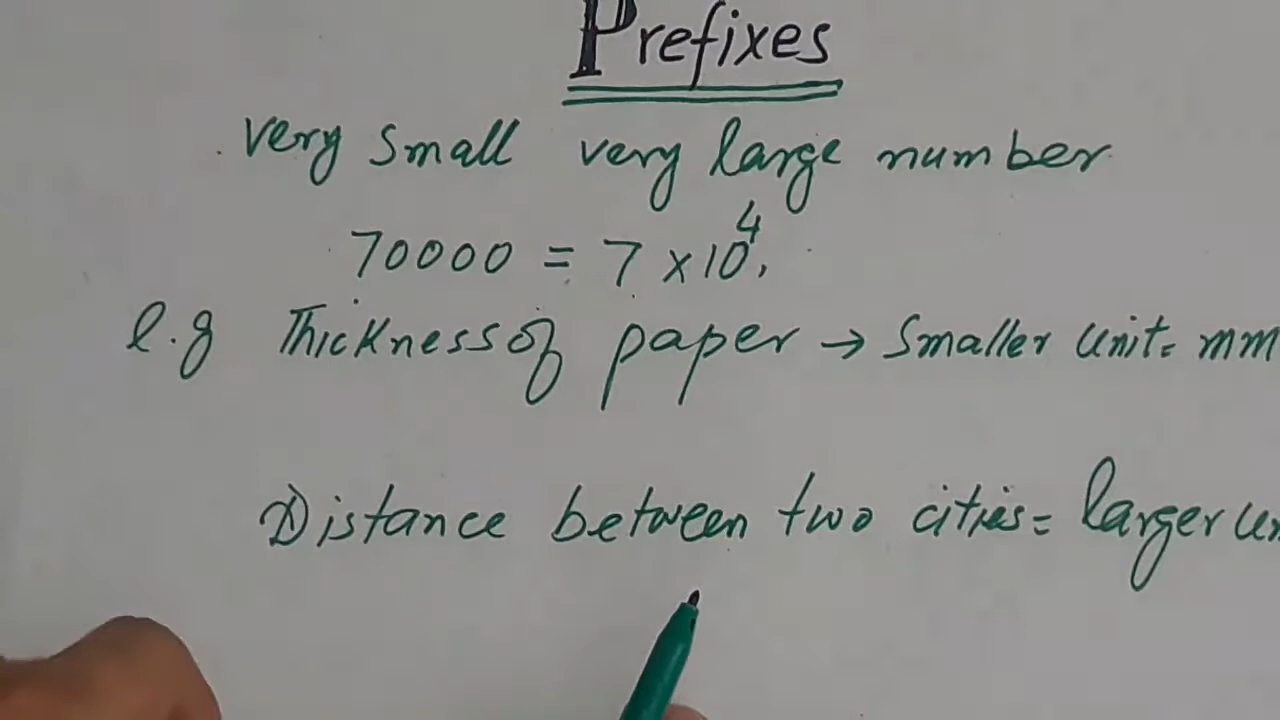 Prefixes
very small very large number
70000 = 7 × 10⁴,
e.g Thickness of paper → Smaller unit = mm
Distance between two cities = larger